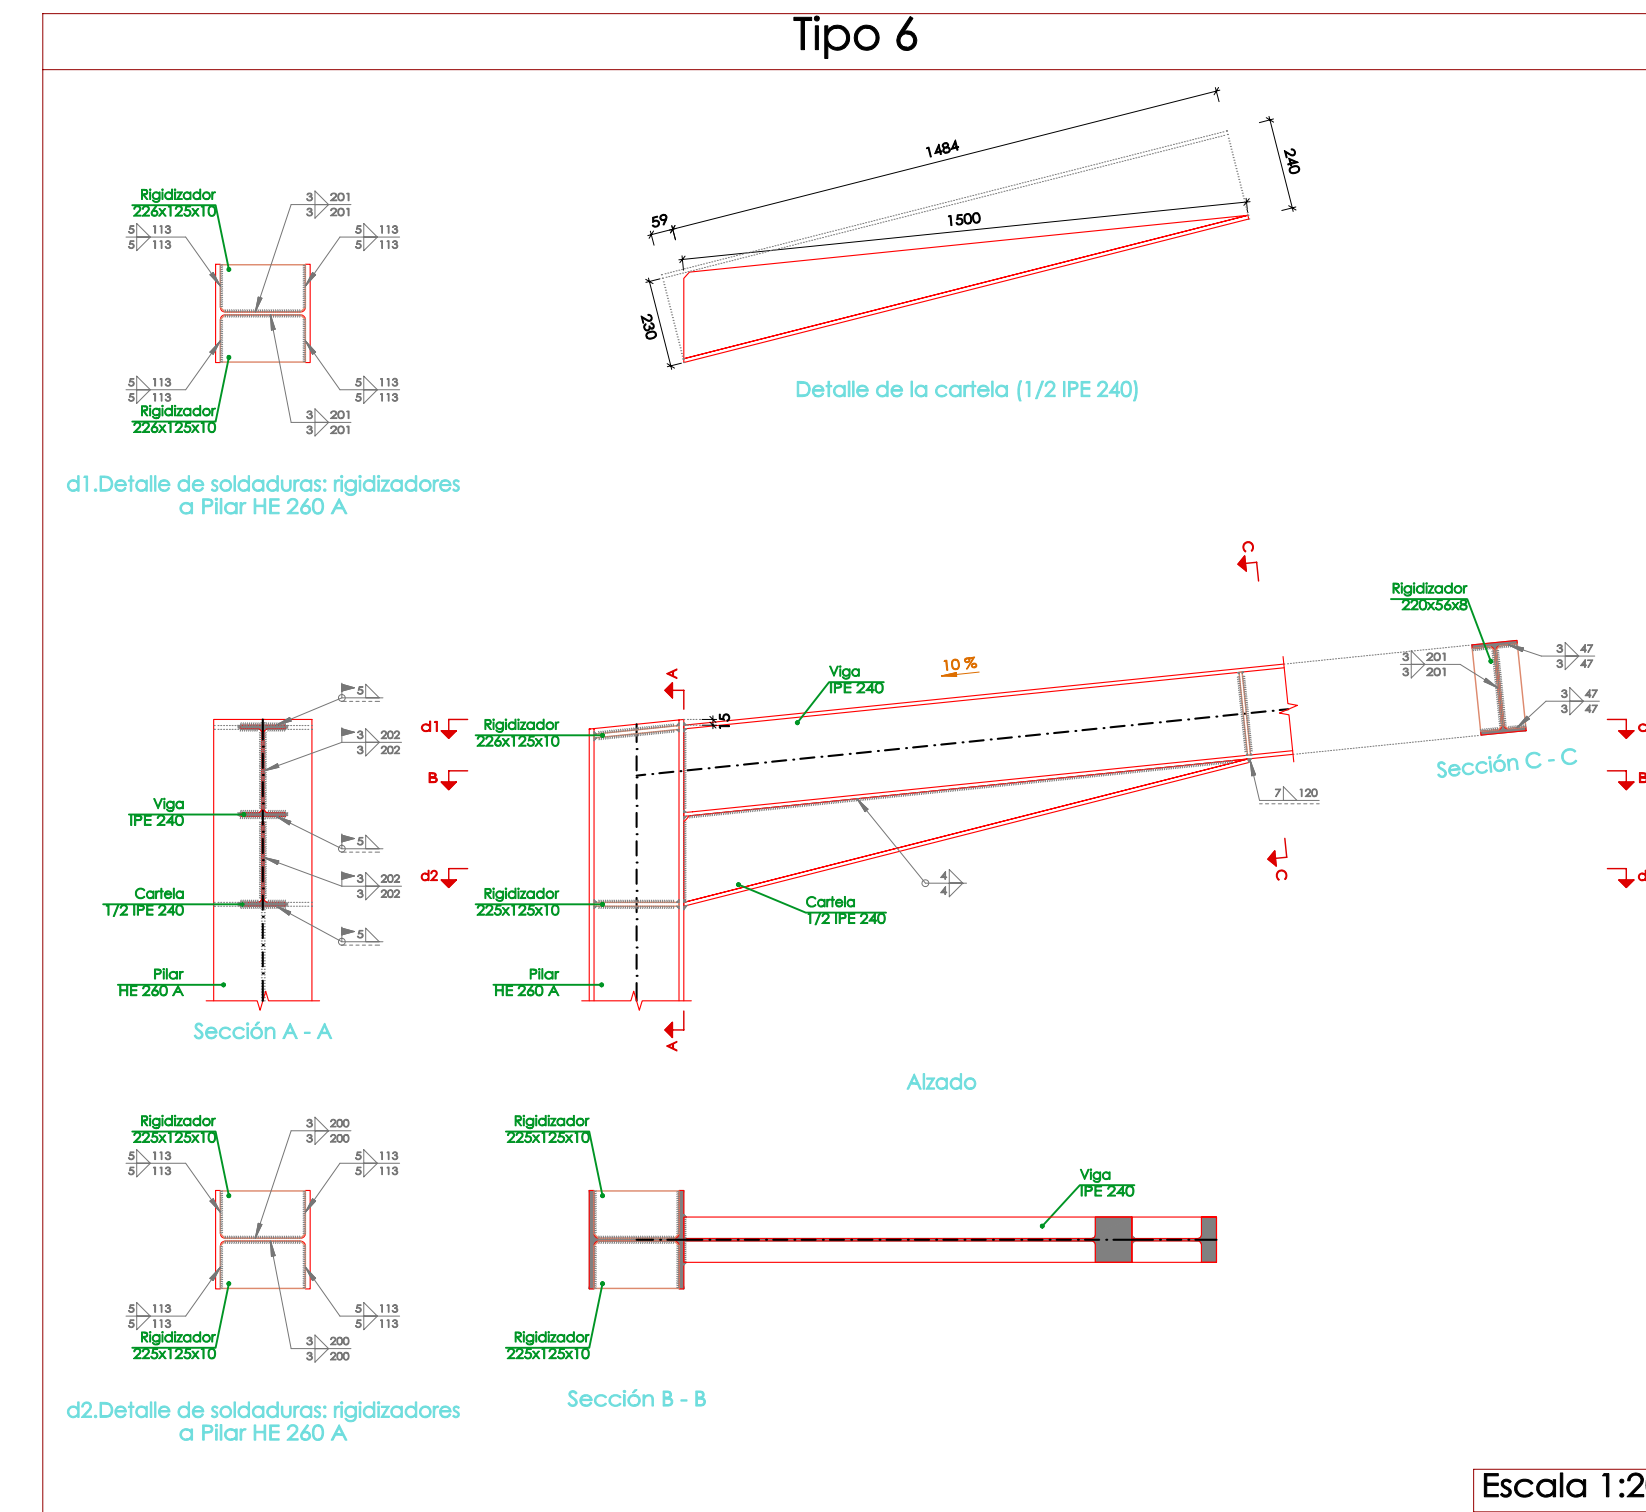 Tipo 6
1484
240
59
1500
230
Detalle de la cartela (1/2 IPE 240)
Rigidizador
226x125x10
3 201
3 201
5 113
5 113
5 113
5 113
5 113
5 113
5 113
5 113
Rigidizador
226x125x10
3 201
3 201
d1.Detalle de soldaduras: rigidizadores
a Pilar HE 260 A
C
Rigidizador
220x56x8
3 201
3 201
3 47
3 47
3 47
3 47
Sección C - C
5
3 202
3 202
Viga
IPE 240
5
3 202
3 202
Cartela
1/2 IPE 240
5
Pilar
HE 260 A
Sección A - A
d1
B
d2
A
15
Viga
IPE 240
10 %
Rigidizador
226x125x10
Rigidizador
225x125x10
Pilar
HE 260 A
Cartela
1/2 IPE 240
4
4
7 120
C
A
B
Alzado
Rigidizador
225x125x10
3 200
3 200
5 113
5 113
5 113
5 113
5 113
5 113
5 113
5 113
Rigidizador
225x125x10
3 200
3 200
d2.Detalle de soldaduras: rigidizadores
a Pilar HE 260 A
Rigidizador
225x125x10
Viga
IPE 240
Rigidizador
225x125x10
Sección B - B
Escala 1:2